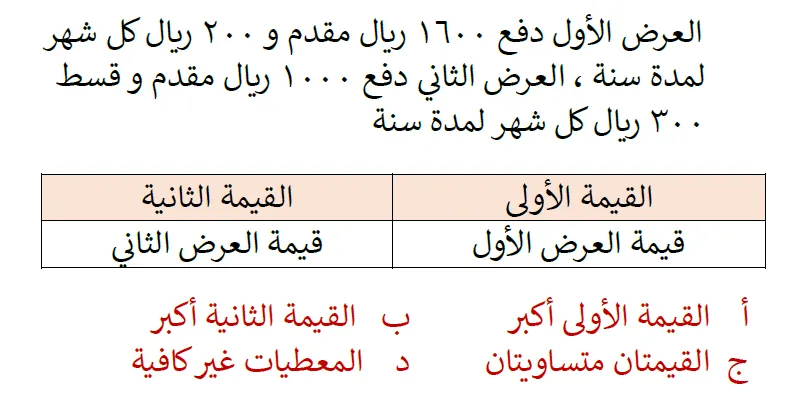 العرض الأول دفع ١٦٠٠ ريال مقدم و ٢٠٠ ريال كل شهر
لمدة سنة ، العرض الثاني دفع ١٠٠٠ ريال مقدم و قسط
٣٠٠ ريال كل شهر لمدة سنة
القيمة الأولى القيمة الثانية
قيمة العرض الأول قيمة العرض الثاني
أ القيمة الأولى أكبر ب القيمة الثانية أكبر
ج القيمتان متساويتان د المعطيات غير كافية